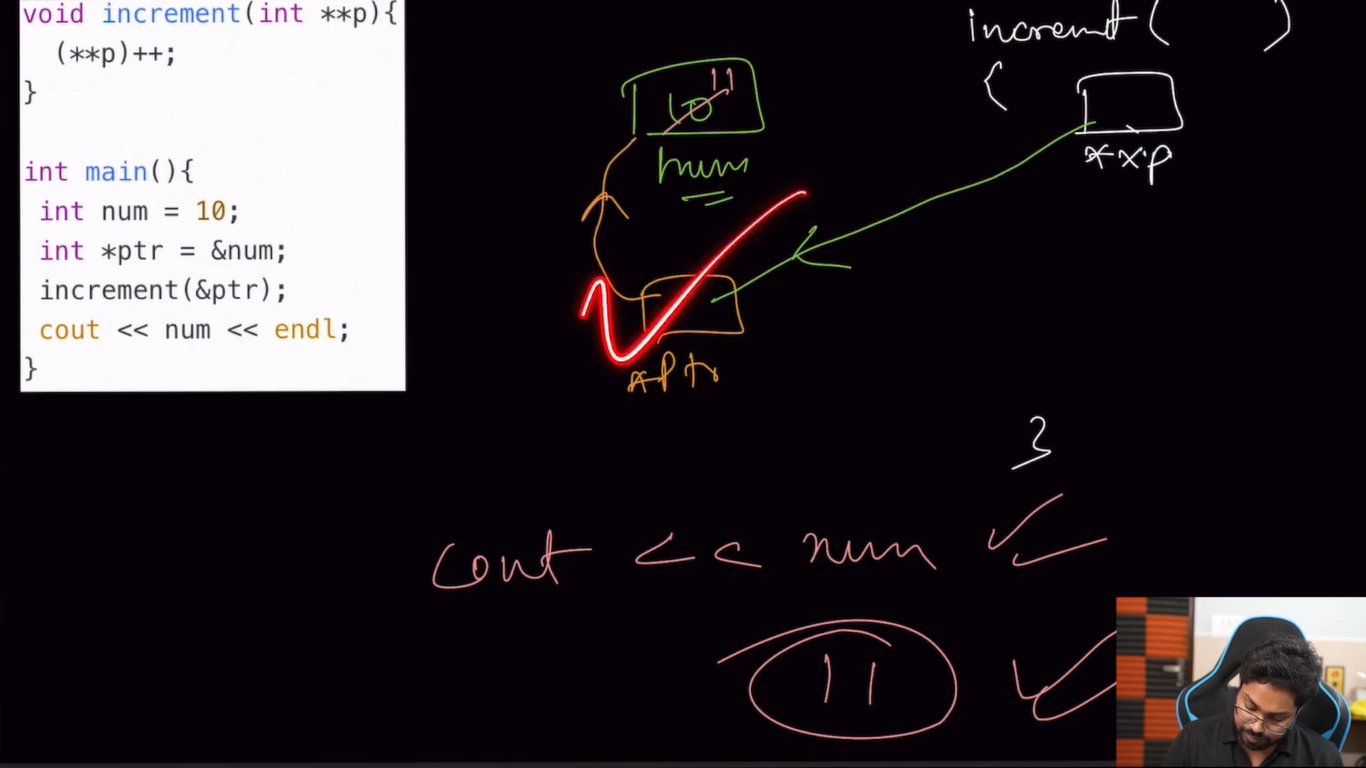 void increment(int **p){
(**p)++;
}
int main(){
int num = 10;
int *ptr = &num;
increment(&ptr);
cout << num << endl;
}
increment( )
{
10 11
num
**p
*ptr
}
cout << num
11